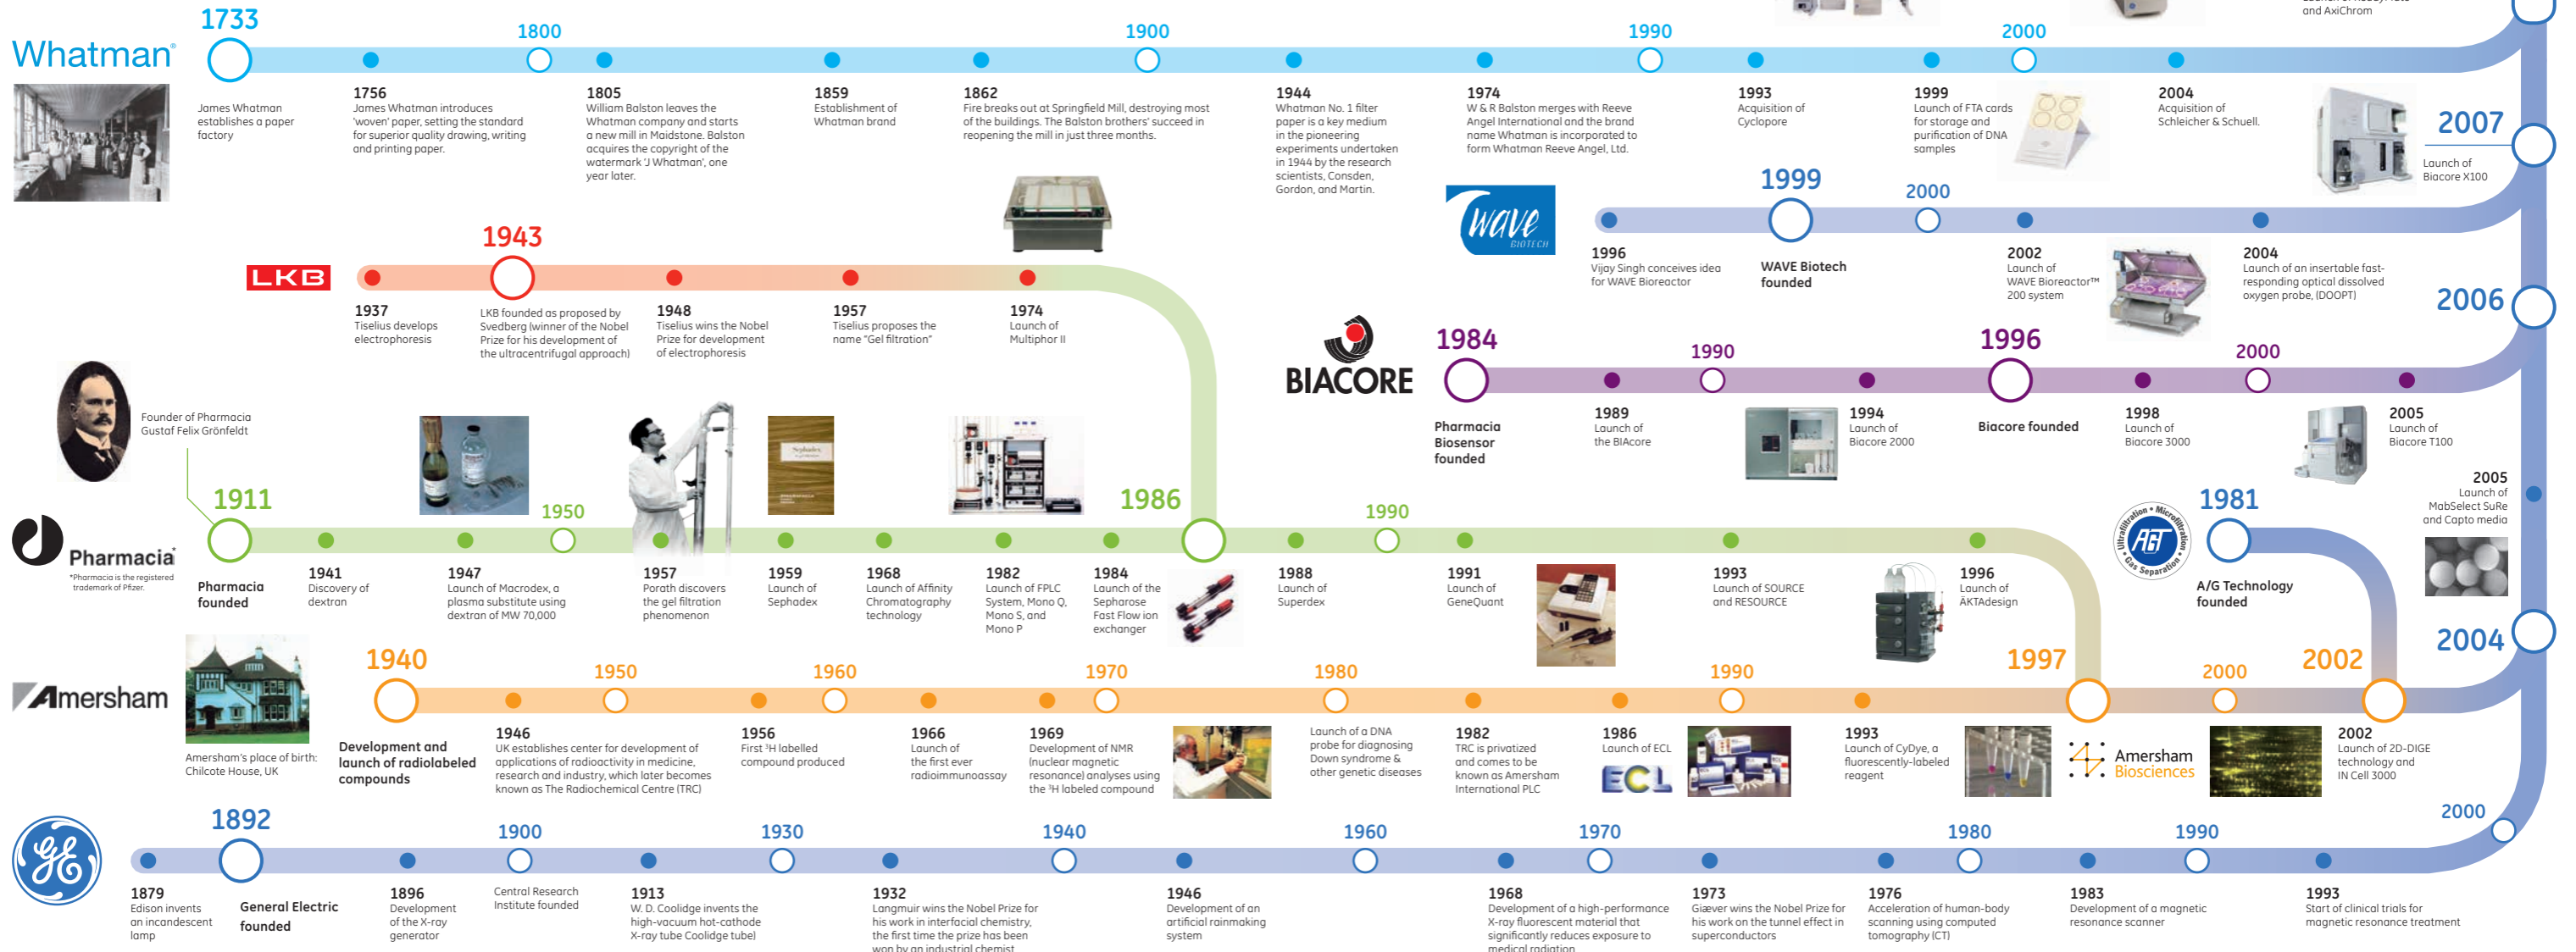 and AxiChrom
1733
1800
1900
1990
2000
Whatman®
James Whatman
establishes a paper
factory
1756
James Whatman introduces
'woven' paper, setting the standard
for superior quality drawing, writing
and printing paper.
1805
William Balston leaves the
Whatman company and starts
a new mill in Maidstone. Balston
acquires the copyright of the
watermark 'J Whatman', one
year later.
1859
Establishment of
Whatman brand
1862
Fire breaks out at Springfield Mill, destroying most
of the buildings. The Balston brothers' succeed in
reopening the mill in just three months.
1944
Whatman No. 1 filter
paper is a key medium
in the pioneering
experiments undertaken
in 1944 by the research
scientists, Consden,
Gordon, and Martin.
1974
W & R Balston merges with Reeve
Angel International and the brand
name Whatman is incorporated to
form Whatman Reeve Angel, Ltd.
1993
Acquisition of
Cyclopore
1999
Launch of FTA cards
for storage and
purification of DNA
samples
2004
Acquisition of
Schleicher & Schuell.
2007
Launch of
Biacore X100
wave
BIOTECH
1999
2000
1996
Vijay Singh conceives idea
for WAVE Bioreactor
WAVE Biotech
founded
2002
Launch of
WAVE Bioreactor™
200 system
2004
Launch of an insertable fast-
responding optical dissolved
oxygen probe, (DOOPT)
2006
LKB
1943
1937
Tiselius develops
electrophoresis
LKB founded as proposed by
Svedberg (winner of the Nobel
Prize for his development of
the ultracentrifugal approach)
1948
Tiselius wins the Nobel
Prize for development
of electrophoresis
1957
Tiselius proposes the
name "Gel filtration"
1974
Launch of
Multiphor II
BIACORE
1984
1990
1996
2000
Pharmacia
Biosensor
founded
1989
Launch of
the BIAcore
1994
Launch of
Biacore 2000
Biacore founded
1998
Launch of
Biacore 3000
2005
Launch of
Biacore T100
2005
Launch of
MabSelect SuRe
and Capto media
Founder of Pharmacia
Gustaf Felix Grönfeldt
Sephadex
1911
1950
1986
1990
Pharmacia*
*Pharmacia is the registered
trademark of Pfizer.
Pharmacia
founded
1941
Discovery of
dextran
1947
Launch of Macrodex, a
plasma substitute using
dextran of MW 70,000
1957
Porath discovers
the gel filtration
phenomenon
1959
Launch of
Sephadex
1968
Launch of Affinity
Chromatography
technology
1982
Launch of FPLC
System, Mono Q,
Mono S, and
Mono P
1984
Launch of the
Sepharose
Fast Flow ion
exchanger
1988
Launch of
Superdex
1991
Launch of
GeneQuant
1993
Launch of SOURCE
and RESOURCE
1996
Launch of
ÄKTAdesign
Ultrafiltration • Microfiltration • Gas Separation •
AGT
1981
A/G Technology
founded
2004
Amersham
Amersham's place of birth:
Chilcote House, UK
1940
1950
1960
1970
1980
1990
1997
2000
2002
Development and
launch of radiolabeled
compounds
1946
UK establishes center for development of
applications of radioactivity in medicine,
research and industry, which later becomes
known as The Radiochemical Centre (TRC)
1956
First ³H labelled
compound produced
1966
Launch of
the first ever
radioimmunoassay
1969
Development of NMR
(nuclear magnetic
resonance) analyses using
the ³H labeled compound
Launch of a DNA
probe for diagnosing
Down syndrome &
other genetic diseases
1982
TRC is privatized
and comes to be
known as Amersham
International PLC
1986
Launch of ECL
ECL
1993
Launch of CyDye, a
fluorescently-labeled
reagent
Amersham
Biosciences
2002
Launch of 2D-DIGE
technology and
IN Cell 3000
GE
1892
1900
1930
1940
1960
1970
1980
1990
2000
1879
Edison invents
an incandescent
lamp
General Electric
founded
1896
Development
of the X-ray
generator
Central Research
Institute founded
1913
W. D. Coolidge invents the
high-vacuum hot-cathode
X-ray tube Coolidge tube)
1932
Langmuir wins the Nobel Prize for
his work in interfacial chemistry,
the first time the prize has been
won by an industrial chemist
1946
Development of an
artificial rainmaking
system
1968
Development of a high-performance
X-ray fluorescent material that
significantly reduces exposure to
medical radiation
1973
Giæver wins the Nobel Prize for
his work on the tunnel effect in
superconductors
1976
Acceleration of human-body
scanning using computed
tomography (CT)
1983
Development of a magnetic
resonance scanner
1993
Start of clinical trials for
magnetic resonance treatment